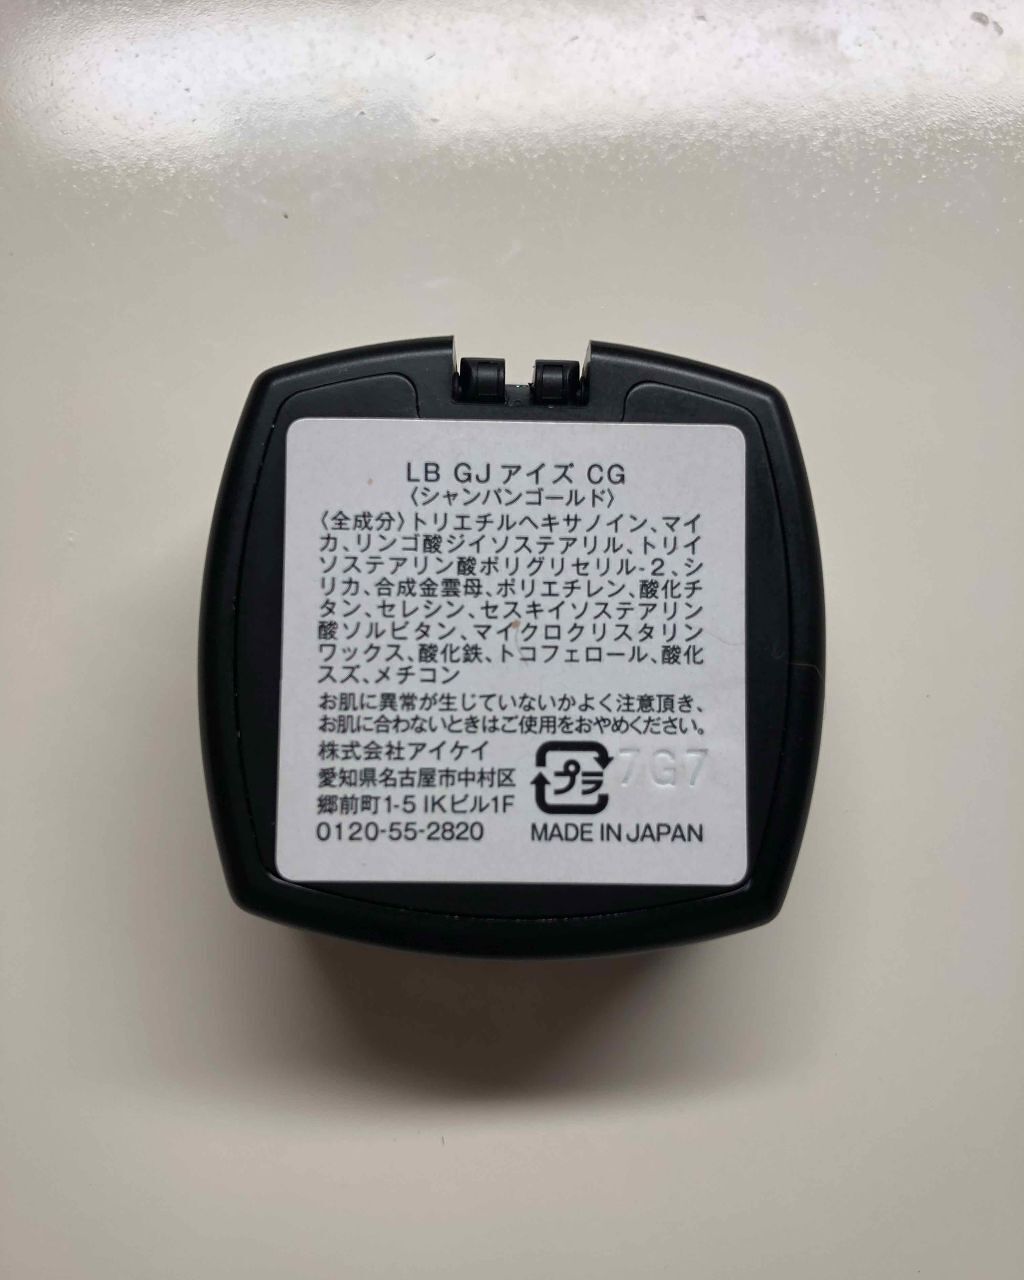 LB GJ アイズ CG
〈シャンパンゴールド〉
〈全成分〉トリエチルヘキサノイン、マイ
カ、リンゴ酸ジイソステアリル、トリイ
ソステアリン酸ポリグリセリル-2、シ
リカ、合成金雲母、ポリエチレン、酸化チ
タン、セレシン、セスキイソステアリン
酸ソルビタン、マイクロクリスタリン
ワックス、酸化鉄、トコフェロール、酸化
スズ、メチコン
お肌に異常が生じていないかよく注意頂き、
お肌に合わないときはご使用をおやめください。
株式会社アイケイ
愛知県名古屋市中村区
郷前町1-5 IKビル1F
0120-55-2820
プラ
7G7
MADE IN JAPAN